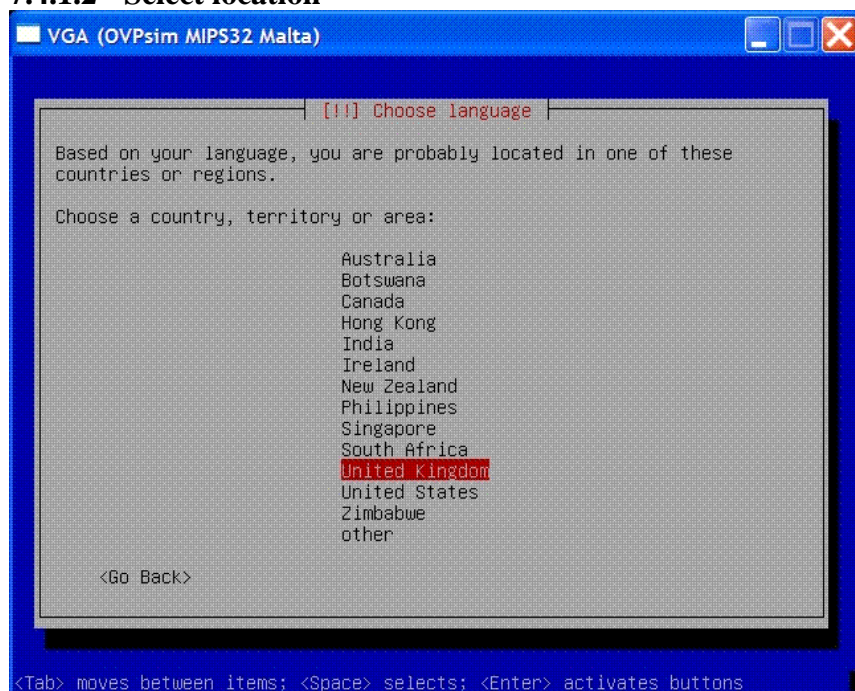 7.4.1.2 Select location
VGA (OVPsim MIPS32 Malta)
[!!] Choose language
Based on your language, you are probably located in one of these
countries or regions.
Choose a country, territory or area:
Australia
Botswana
Canada
Hong Kong
India
Ireland
New Zealand
Philippines
Singapore
South Africa
United Kingdom
United States
Zimbabwe
other
<Go Back>
<Tab> moves between items; <Space> selects; <Enter> activates buttons